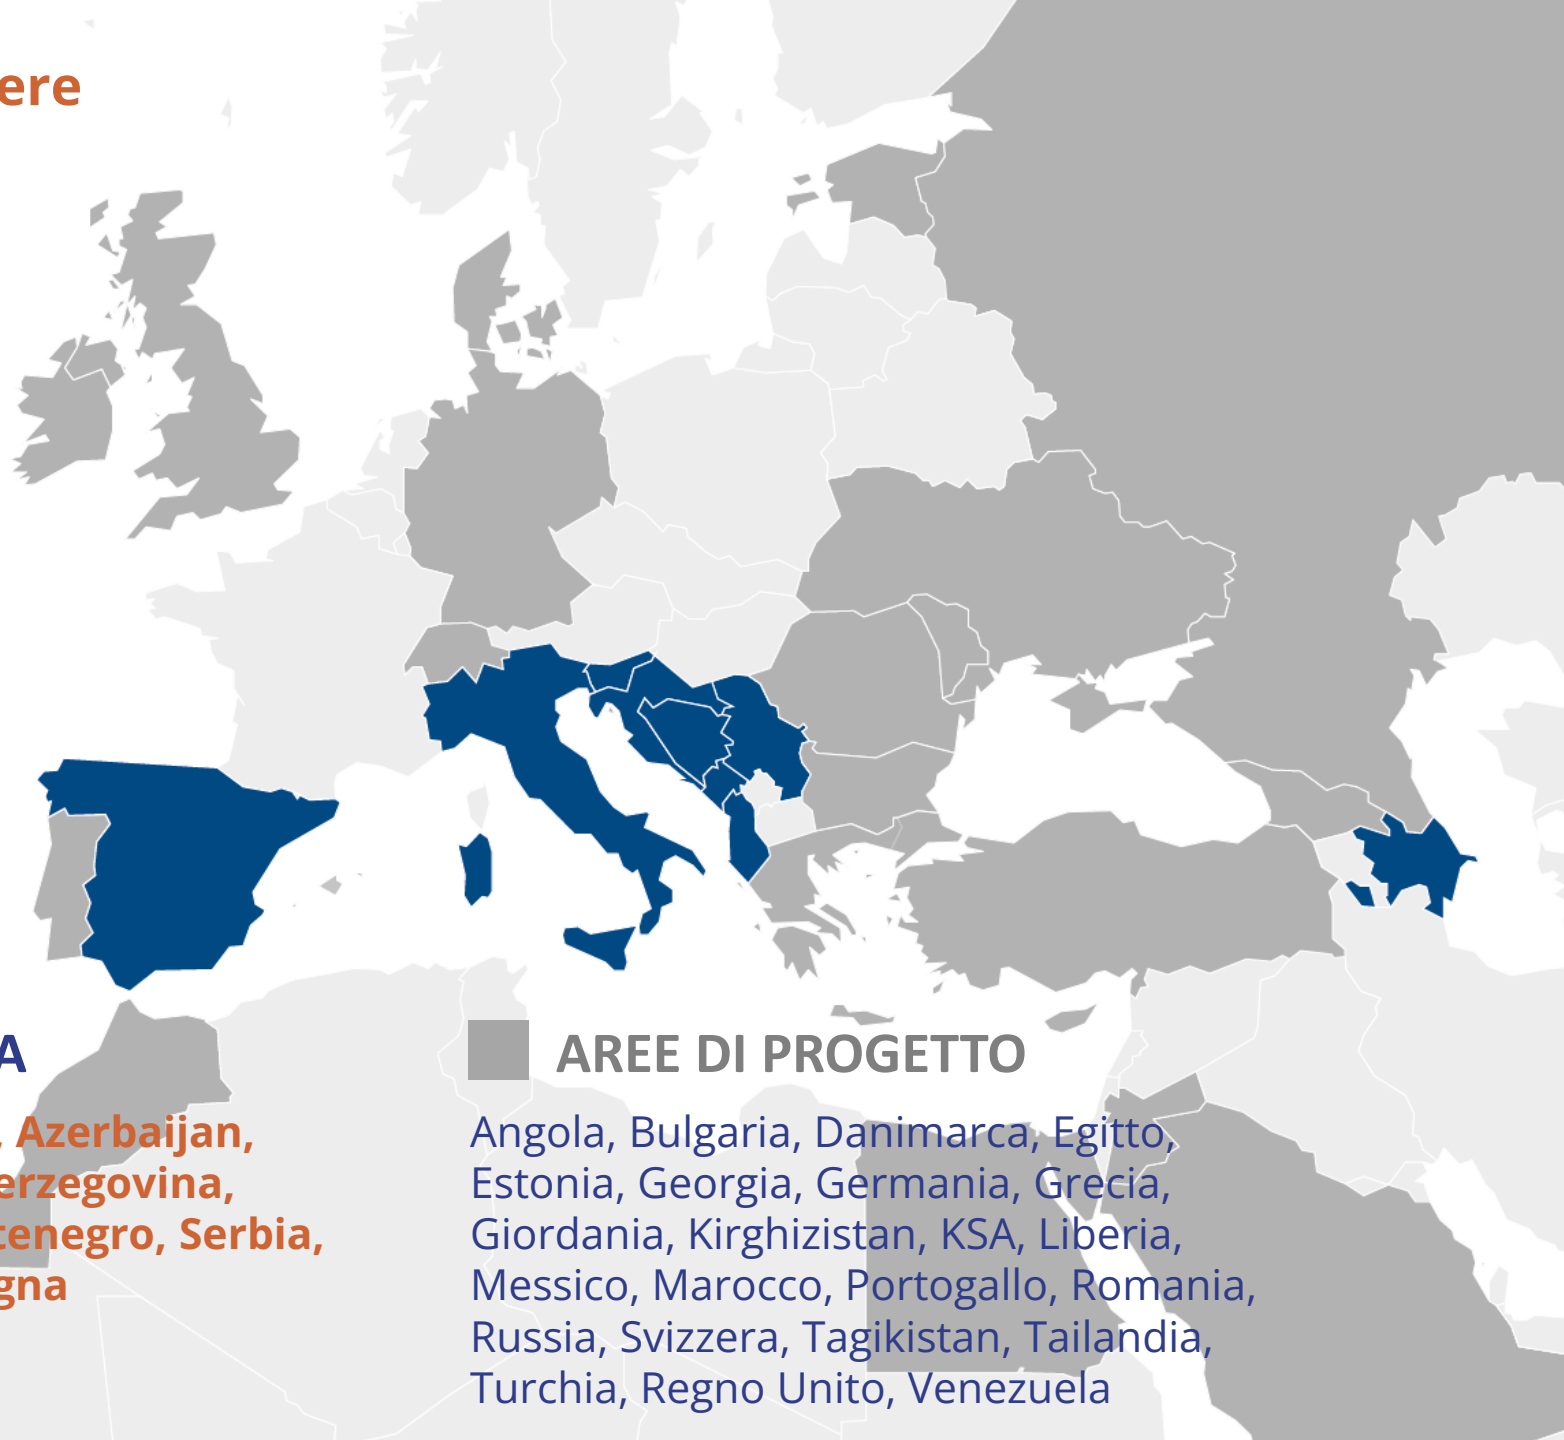 ere
A
, Azerbaijan,
erzegovina,
tenegro, Serbia,
gna
AREE DI PROGETTO
Angola, Bulgaria, Danimarca, Egitto,
Estonia, Georgia, Germania, Grecia,
Giordania, Kirghizistan, KSA, Liberia,
Messico, Marocco, Portogallo, Romania,
Russia, Svizzera, Tagikistan, Tailandia,
Turchia, Regno Unito, Venezuela